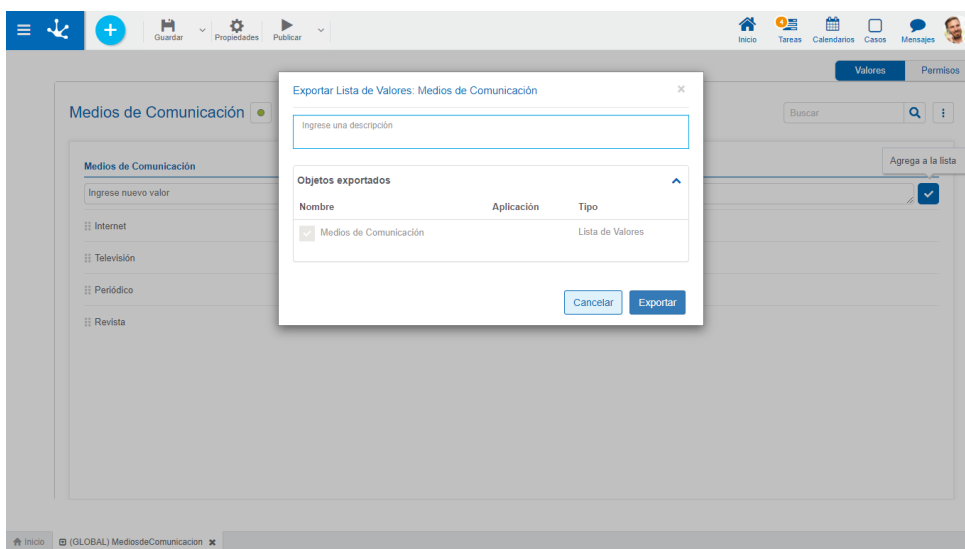 Guardar
Propiedades
Publicar
Inicio
4
Tareas
Calendarios
Casos
Mensajes
Valores
Permisos
Exportar Lista de Valores: Medios de Comunicación
×
Medios de Comunicación
Ingrese una descripción
Buscar
Medios de Comunicación
Agrega a la lista
Objetos exportados
Ingrese nuevo valor
Nombre Aplicación Tipo
Internet
Medios de Comunicación Lista de Valores
Televisión
Periódico
Cancelar Exportar
Revista
Inicio
(GLOBAL) MediosdeComunicacion